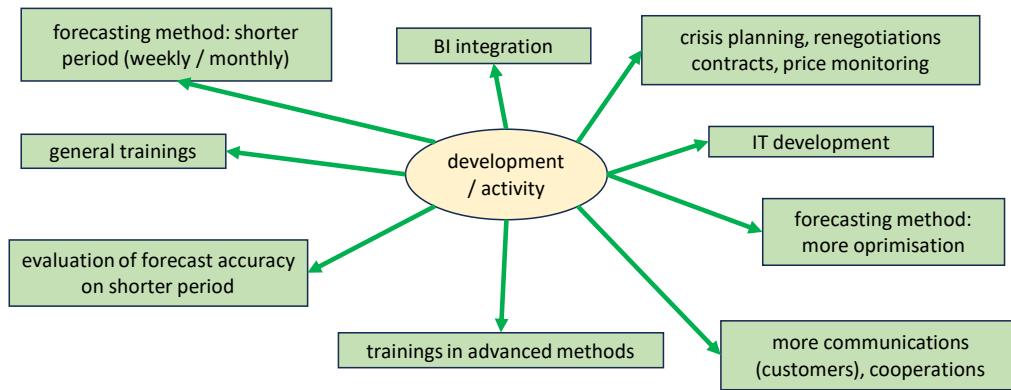 forecasting method: shorter
period (weekly / monthly)
BI integration
crisis planning, renegotiations
contracts, price monitoring
general trainings
development
/ activity
IT development
forecasting method:
more oprimisation
evaluation of forecast accuracy
on shorter period
trainings in advanced methods
more communications
(customers), cooperations